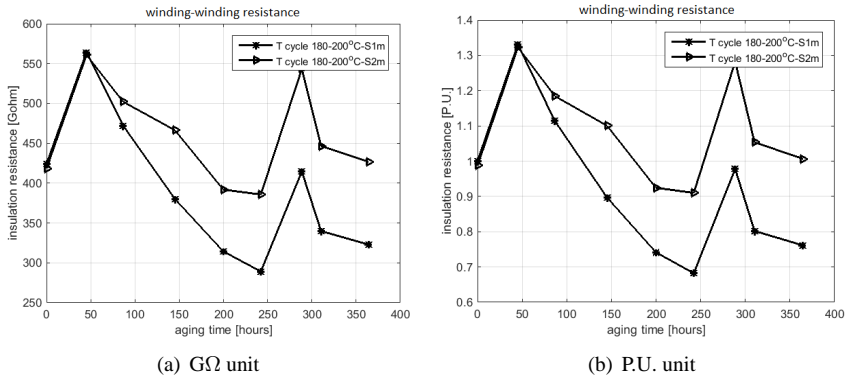 winding-winding resistance
600
550
500
450
400
350
300
250
insulation resistance [Gohm]
T cycle 180-200°C-S1m
T cycle 180-200°C-S2m
0 50 100 150 200 250 300 350 400
aging time [hours]
(a) GΩ unit
winding-winding resistance
1.4
1.3
1.2
1.1
1
0.9
0.8
0.7
0.6
insulation resistance [P.U.]
T cycle 180-200°C-S1m
T cycle 180-200°C-S2m
0 50 100 150 200 250 300 350 400
aging time [hours]
(b) P.U. unit